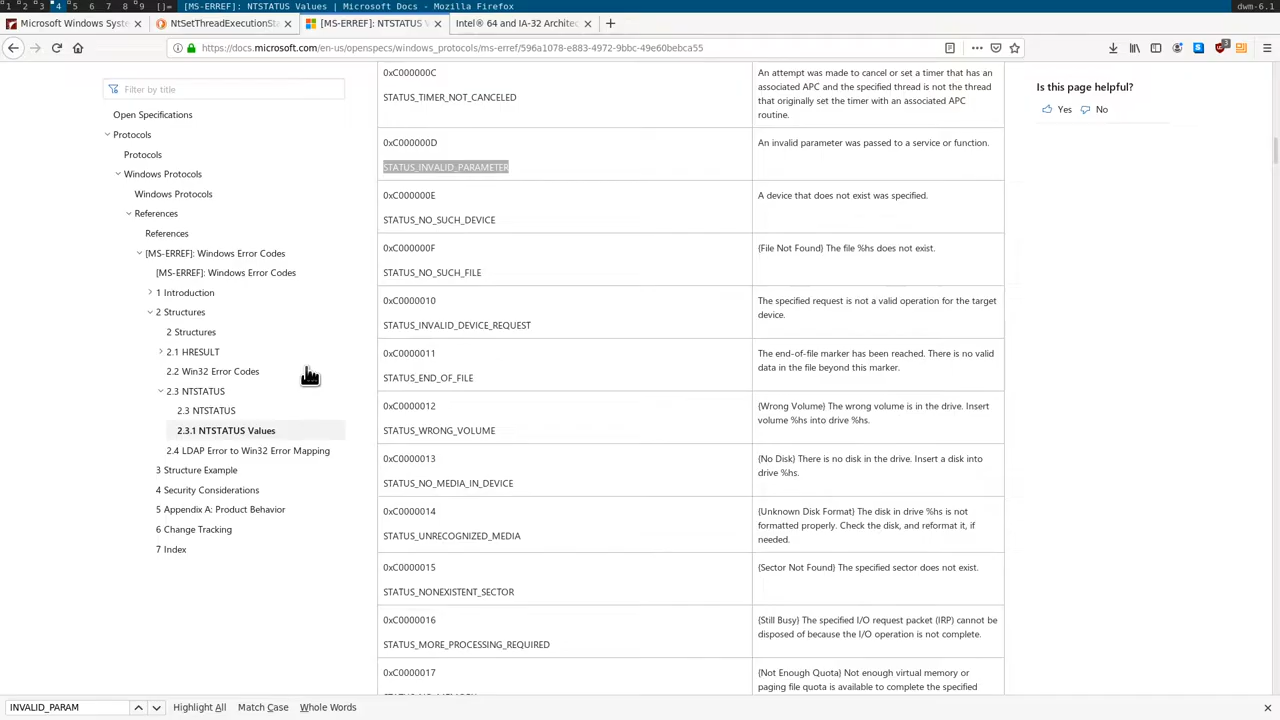 1 2 3 4 5 6 7 8 9 []= [MS-ERREF]: NTSTATUS Values | Microsoft Docs - Mozilla Firefox dwm-6.1
Microsoft Windows Syst
NtSetThreadExecutionSta
[MS-ERREF]: NTSTATUS V
Intel® 64 and IA-32 Archite
https://docs.microsoft.com/en-us/openspecs/windows_protocols/ms-erref/596a1078-e883-4972-9bbc-49e60bebca55
Filter by title
Open Specifications
Protocols
Protocols
Windows Protocols
Windows Protocols
References
References
[MS-ERREF]: Windows Error Codes
[MS-ERREF]: Windows Error Codes
1 Introduction
2 Structures
2 Structures
2.1 HRESULT
2.2 Win32 Error Codes
2.3 NTSTATUS
2.3 NTSTATUS
2.3.1 NTSTATUS Values
2.4 LDAP Error to Win32 Error Mapping
3 Structure Example
4 Security Considerations
5 Appendix A: Product Behavior
6 Change Tracking
7 Index
0xC000000C
STATUS_TIMER_NOT_CANCELED
An attempt was made to cancel or set a timer that has an
associated APC and the specified thread is not the thread
that originally set the timer with an associated APC
routine.
0xC000000D
STATUS_INVALID_PARAMETER
An invalid parameter was passed to a service or function.
0xC000000E
STATUS_NO_SUCH_DEVICE
A device that does not exist was specified.
0xC000000F
STATUS_NO_SUCH_FILE
{File Not Found} The file %hs does not exist.
0xC0000010
STATUS_INVALID_DEVICE_REQUEST
The specified request is not a valid operation for the target
device.
0xC0000011
STATUS_END_OF_FILE
The end-of-file marker has been reached. There is no valid
data in the file beyond this marker.
0xC0000012
STATUS_WRONG_VOLUME
{Wrong Volume} The wrong volume is in the drive. Insert
volume %hs into drive %hs.
0xC0000013
STATUS_NO_MEDIA_IN_DEVICE
{No Disk} There is no disk in the drive. Insert a disk into
drive %hs.
0xC0000014
STATUS_UNRECOGNIZED_MEDIA
{Unknown Disk Format} The disk in drive %hs is not
formatted properly. Check the disk, and reformat it, if
needed.
0xC0000015
STATUS_NONEXISTENT_SECTOR
{Sector Not Found} The specified sector does not exist.
0xC0000016
STATUS_MORE_PROCESSING_REQUIRED
{Still Busy} The specified I/O request packet (IRP) cannot be
disposed of because the I/O operation is not complete.
0xC0000017
{Not Enough Quota} Not enough virtual memory or
paging file quota is available to complete the specified
Is this page helpful?
Yes No
INVALID_PARAM
Highlight All Match Case Whole Words